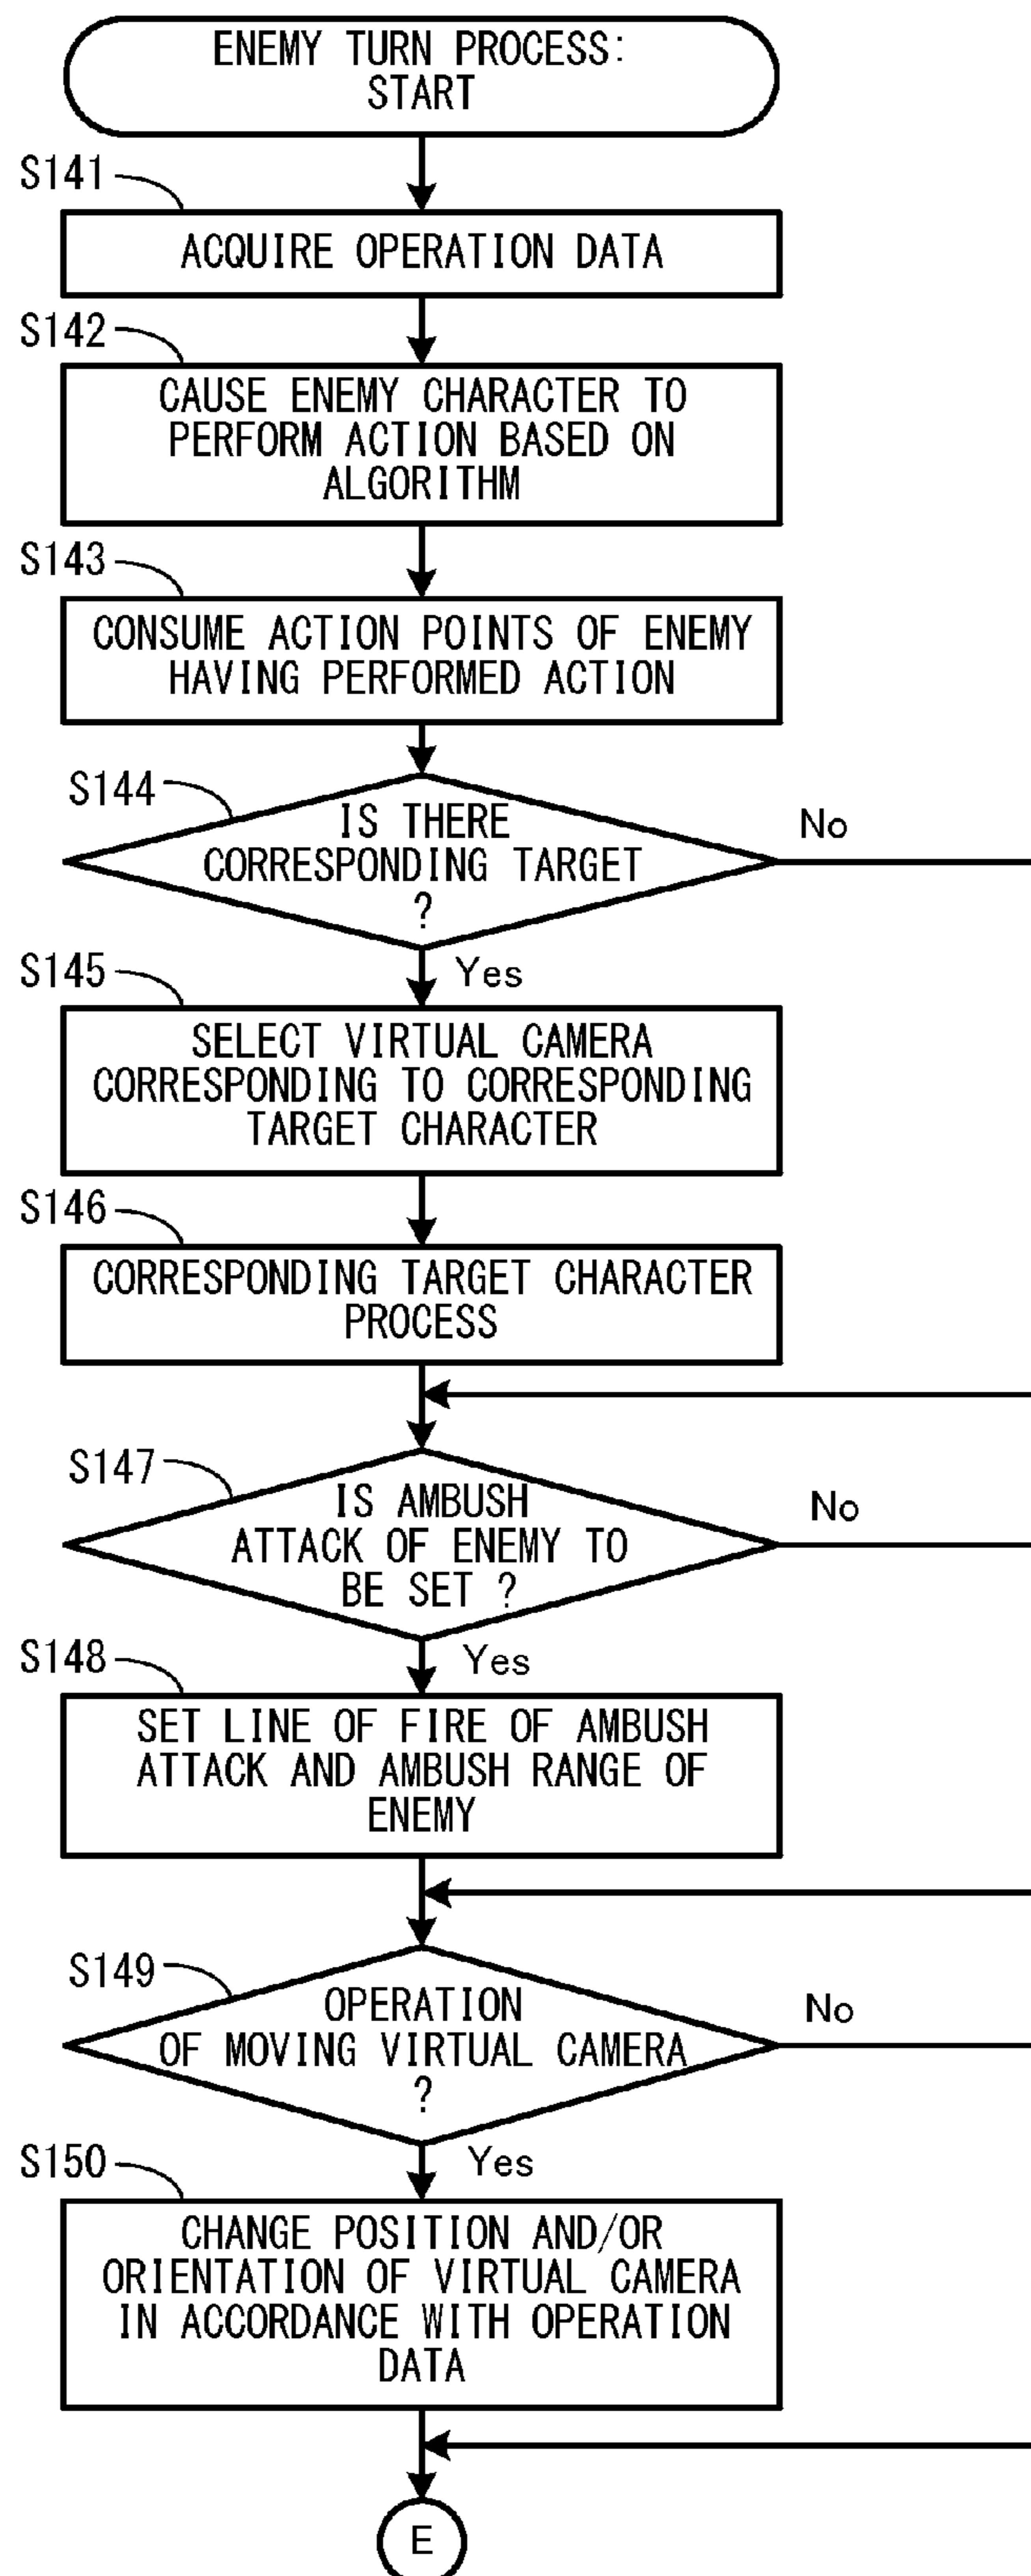 ENEMY TURN PROCESS:
START
S141
ACQUIRE OPERATION DATA
S142
CAUSE ENEMY CHARACTER TO
PERFORM ACTION BASED ON
ALGORITHM
S143
CONSUME ACTION POINTS OF ENEMY
HAVING PERFORMED ACTION
S144
IS THERE
CORRESPONDING TARGET
?
No
Yes
S145
SELECT VIRTUAL CAMERA
CORRESPONDING TO CORRESPONDING
TARGET CHARACTER
S146
CORRESPONDING TARGET CHARACTER
PROCESS
S147
IS AMBUSH
ATTACK OF ENEMY TO
BE SET ?
No
Yes
S148
SET LINE OF FIRE OF AMBUSH
ATTACK AND AMBUSH RANGE OF
ENEMY
S149
OPERATION
OF MOVING VIRTUAL CAMERA
?
No
Yes
S150
CHANGE POSITION AND/OR
ORIENTATION OF VIRTUAL CAMERA
IN ACCORDANCE WITH OPERATION
DATA
E